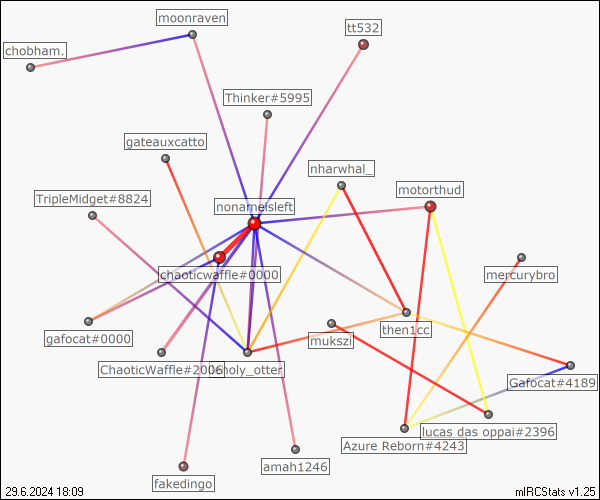 moonraven
tt532
chobham.
Thinker#5995
gateauxcatto
nharwhal_
motorthud
TripleMidget#8824
nonameisleft
chaoticwaffle#0000
mercurybro
gafocat#0000
mukszi
then1cc
ChaoticWaffle#2006
holy_otter
Gafocat#4189
lucas das oppai#2396
Azure Reborn#4243
fakedingo
amah1246
29.6.2024 18:09
mIRCStats v1.25